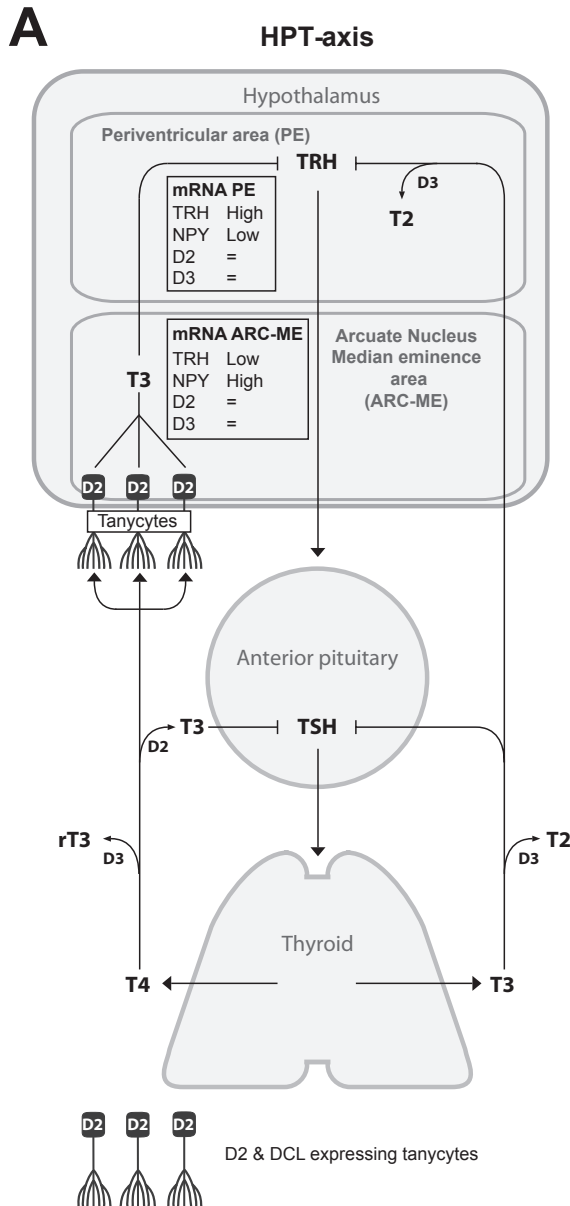 A
HPT-axis
Hypothalamus
Periventricular area (PE)
TRH
D3
T2
mRNA PE
TRH High
NPY Low
D2 =
D3 =
mRNA ARC-ME
TRH Low
NPY High
D2 =
D3 =
Arcuate Nucleus
Median eminence
area
(ARC-ME)
T3
D2 D2 D2
Tanycytes
Anterior pituitary
T3
TSH
D2
rT3
D3
T2
D3
Thyroid
T4
T3
D2 D2 D2
D2 & DCL expressing tanycytes